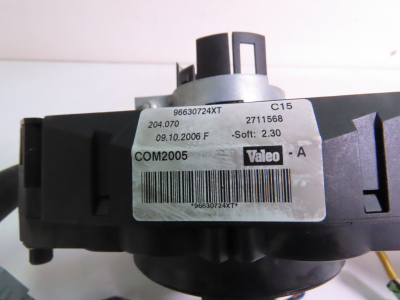 96630724XT C15
204.070 2711568
09.10.2006 F -Soft: 2.30
COM2005 Valeo - A
*96630724XT*